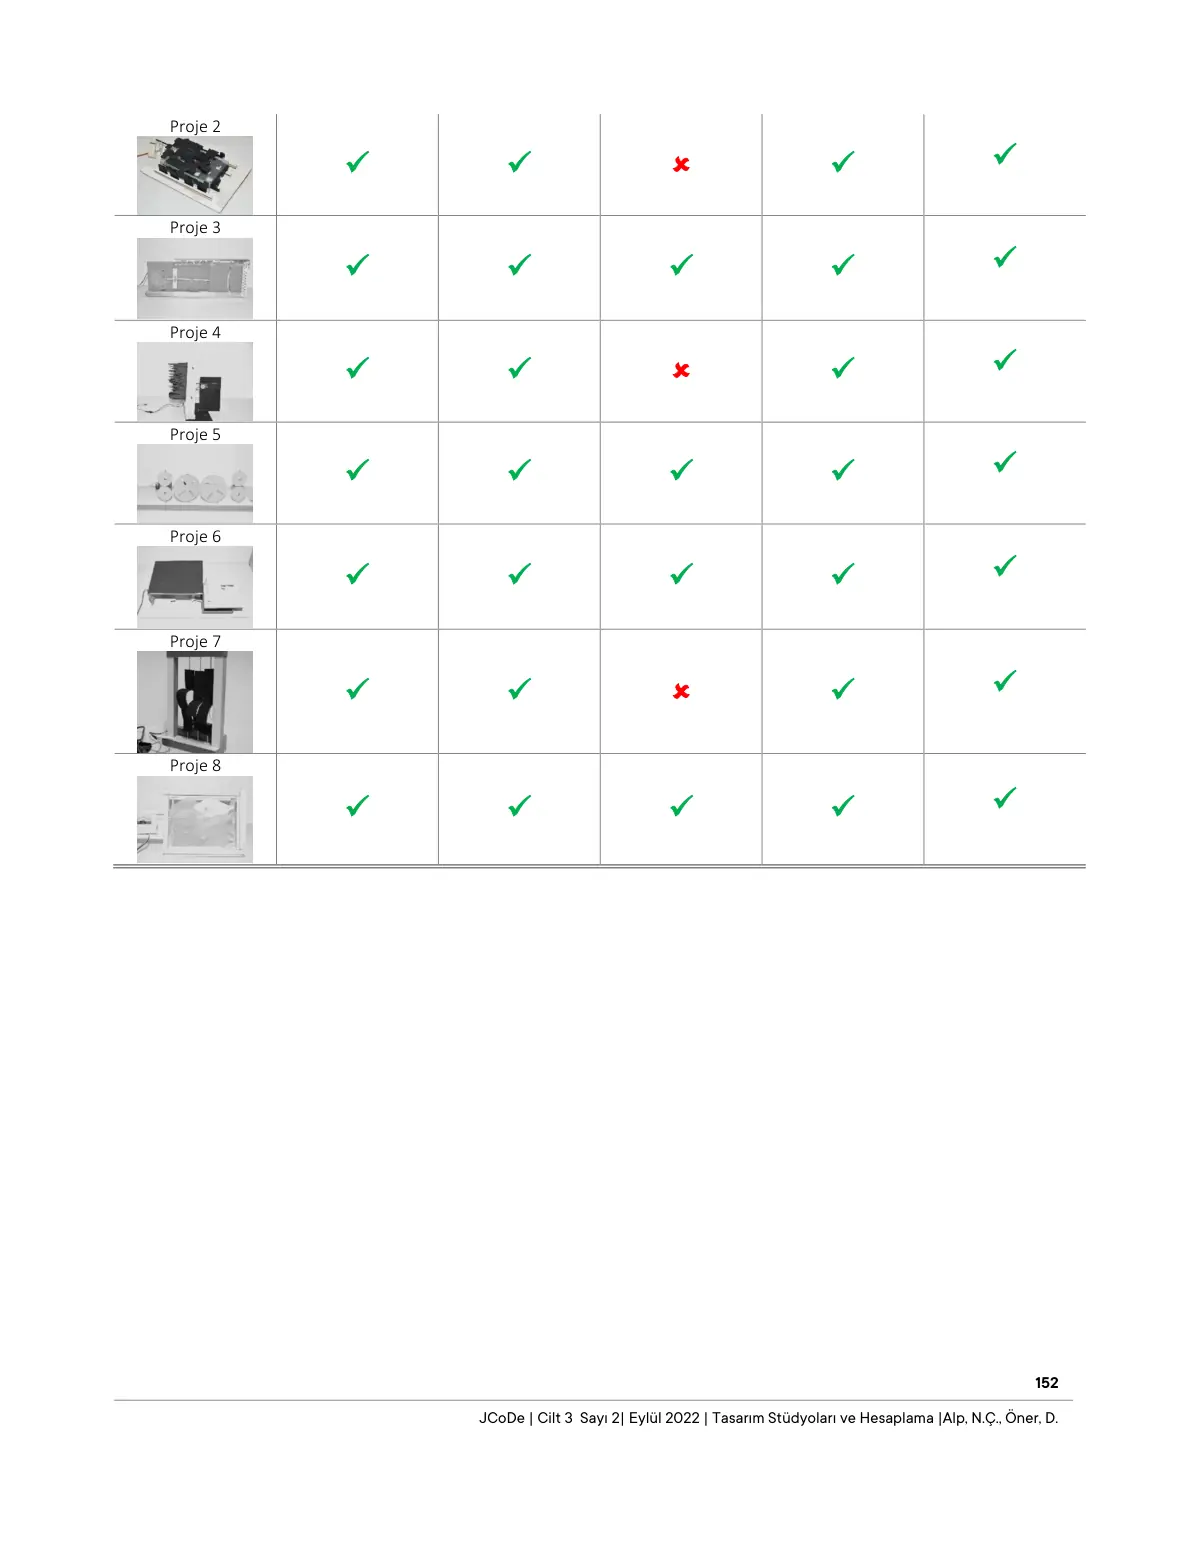 Proje 2
✓ ✓ ✘ ✓ ✓
Proje 3
✓ ✓ ✓ ✓ ✓
Proje 4
✓ ✓ ✘ ✓ ✓
Proje 5
✓ ✓ ✓ ✓ ✓
Proje 6
✓ ✓ ✓ ✓ ✓
Proje 7
✓ ✓ ✘ ✓ ✓
Proje 8
✓ ✓ ✓ ✓ ✓
152
JCoDe | Cilt 3 Sayı 2| Eylül 2022 | Tasarım Stüdyoları ve Hesaplama |Alp, N.Ç., Öner, D.